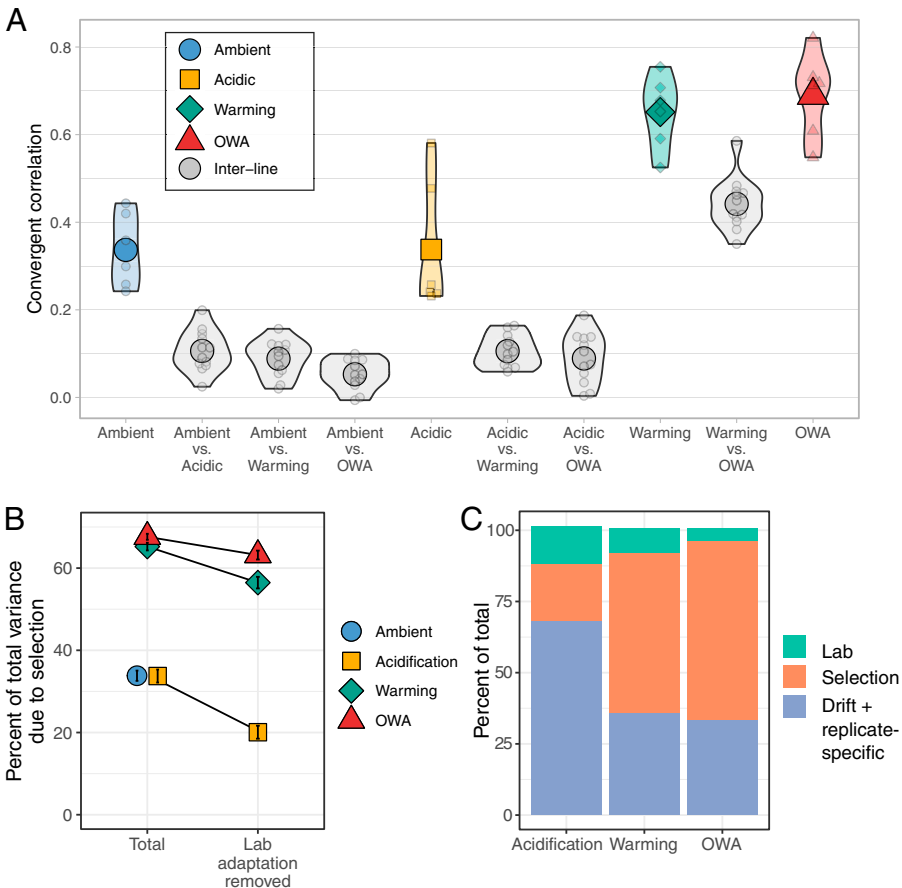 A
Convergent correlation
0.8
0.6
0.4
0.2
0.0
Ambient
Acidic
Warming
OWA
Inter−line
Ambient
Ambient
vs.
Acidic
Ambient
vs.
Warming
Ambient
vs.
OWA
Acidic
Acidic
vs.
Warming
Acidic
vs.
OWA
Warming
Warming
vs.
OWA
OWA
B
Percent of total variance
due to selection
60
40
20
0
Total
Lab
adaptation
removed
Ambient
Acidification
Warming
OWA
C
Percent of total
100
75
50
25
0
Acidification
Warming
OWA
Lab
Selection
Drift +
replicate-
specific